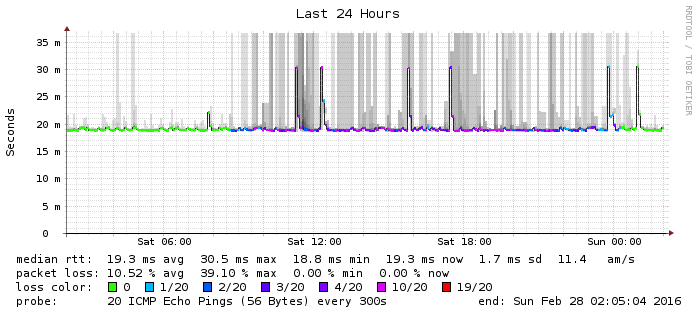 Last 24 Hours
RRDTOOL / TOBI OETIKER
Seconds
35 m
30 m
25 m
20 m
15 m
10 m
5 m
0
Sat 06:00 Sat 12:00 Sat 18:00 Sun 00:00
median rtt: 19.3 ms avg 30.5 ms max 18.8 ms min 19.3 ms now 1.7 ms sd 11.4 am/s
packet loss: 10.52 % avg 39.10 % max 0.00 % min 0.00 % now
loss color: 0 1/20 2/20 3/20 4/20 10/20 19/20
probe: 20 ICMP Echo Pings (56 Bytes) every 300s end: Sun Feb 28 02:05:04 2016